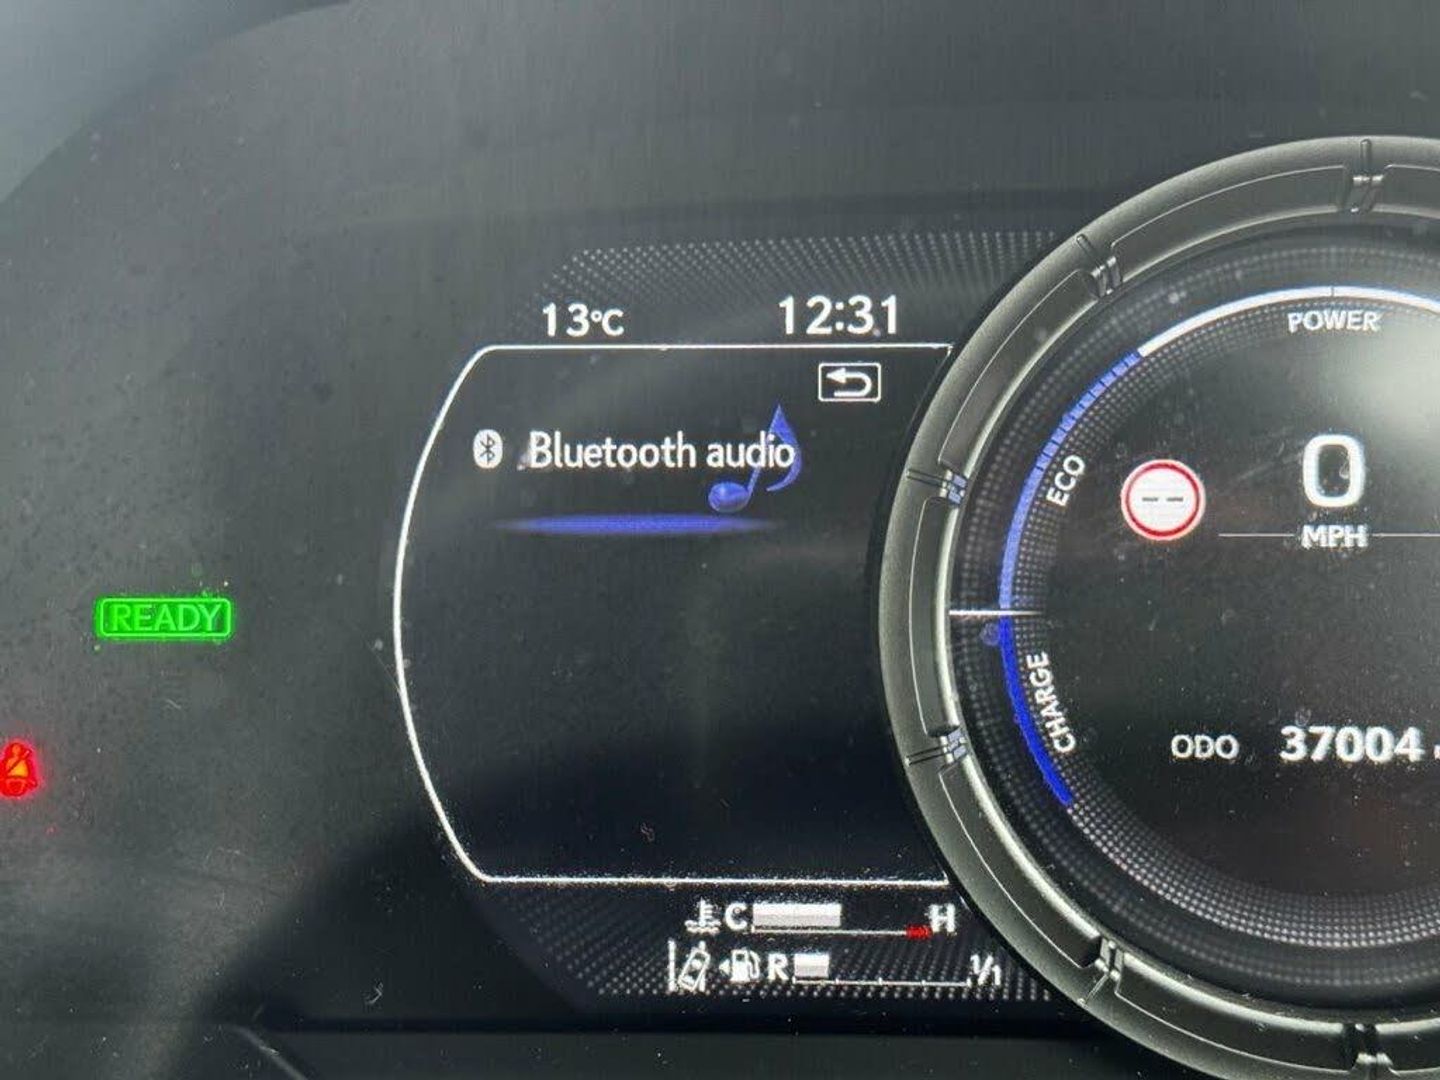 13°C 12:31
Bluetooth audio
POWER
ECO
-- 0
MPH
READY
CHARGE
ODO 37004
C H
R 1/1